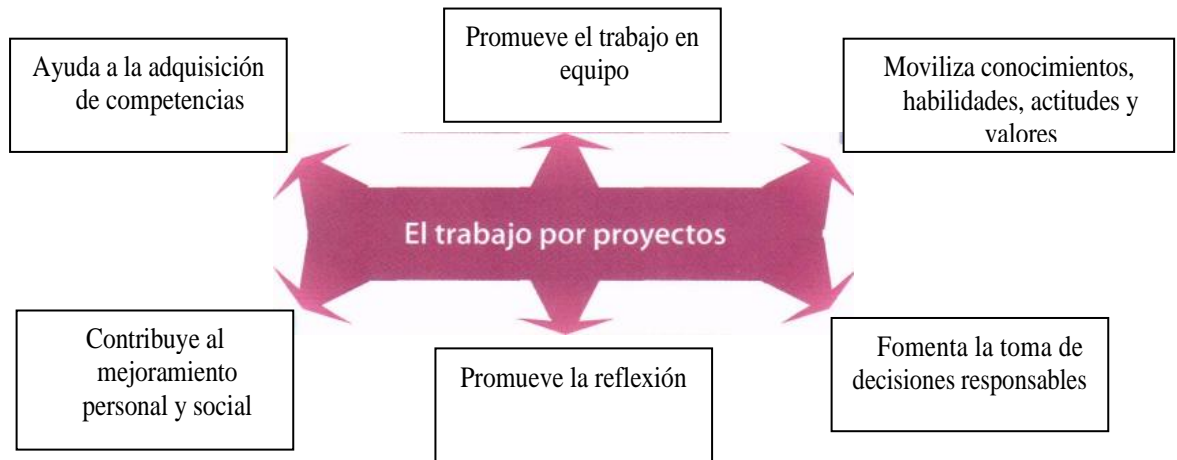 Ayuda a la adquisición
de competencias
Promueve el trabajo en
equipo
Moviliza conocimientos,
habilidades, actitudes y
valores
El trabajo por proyectos
Contribuye al
mejoramiento
personal y social
Promueve la reflexión
Fomenta la toma de
decisiones responsables